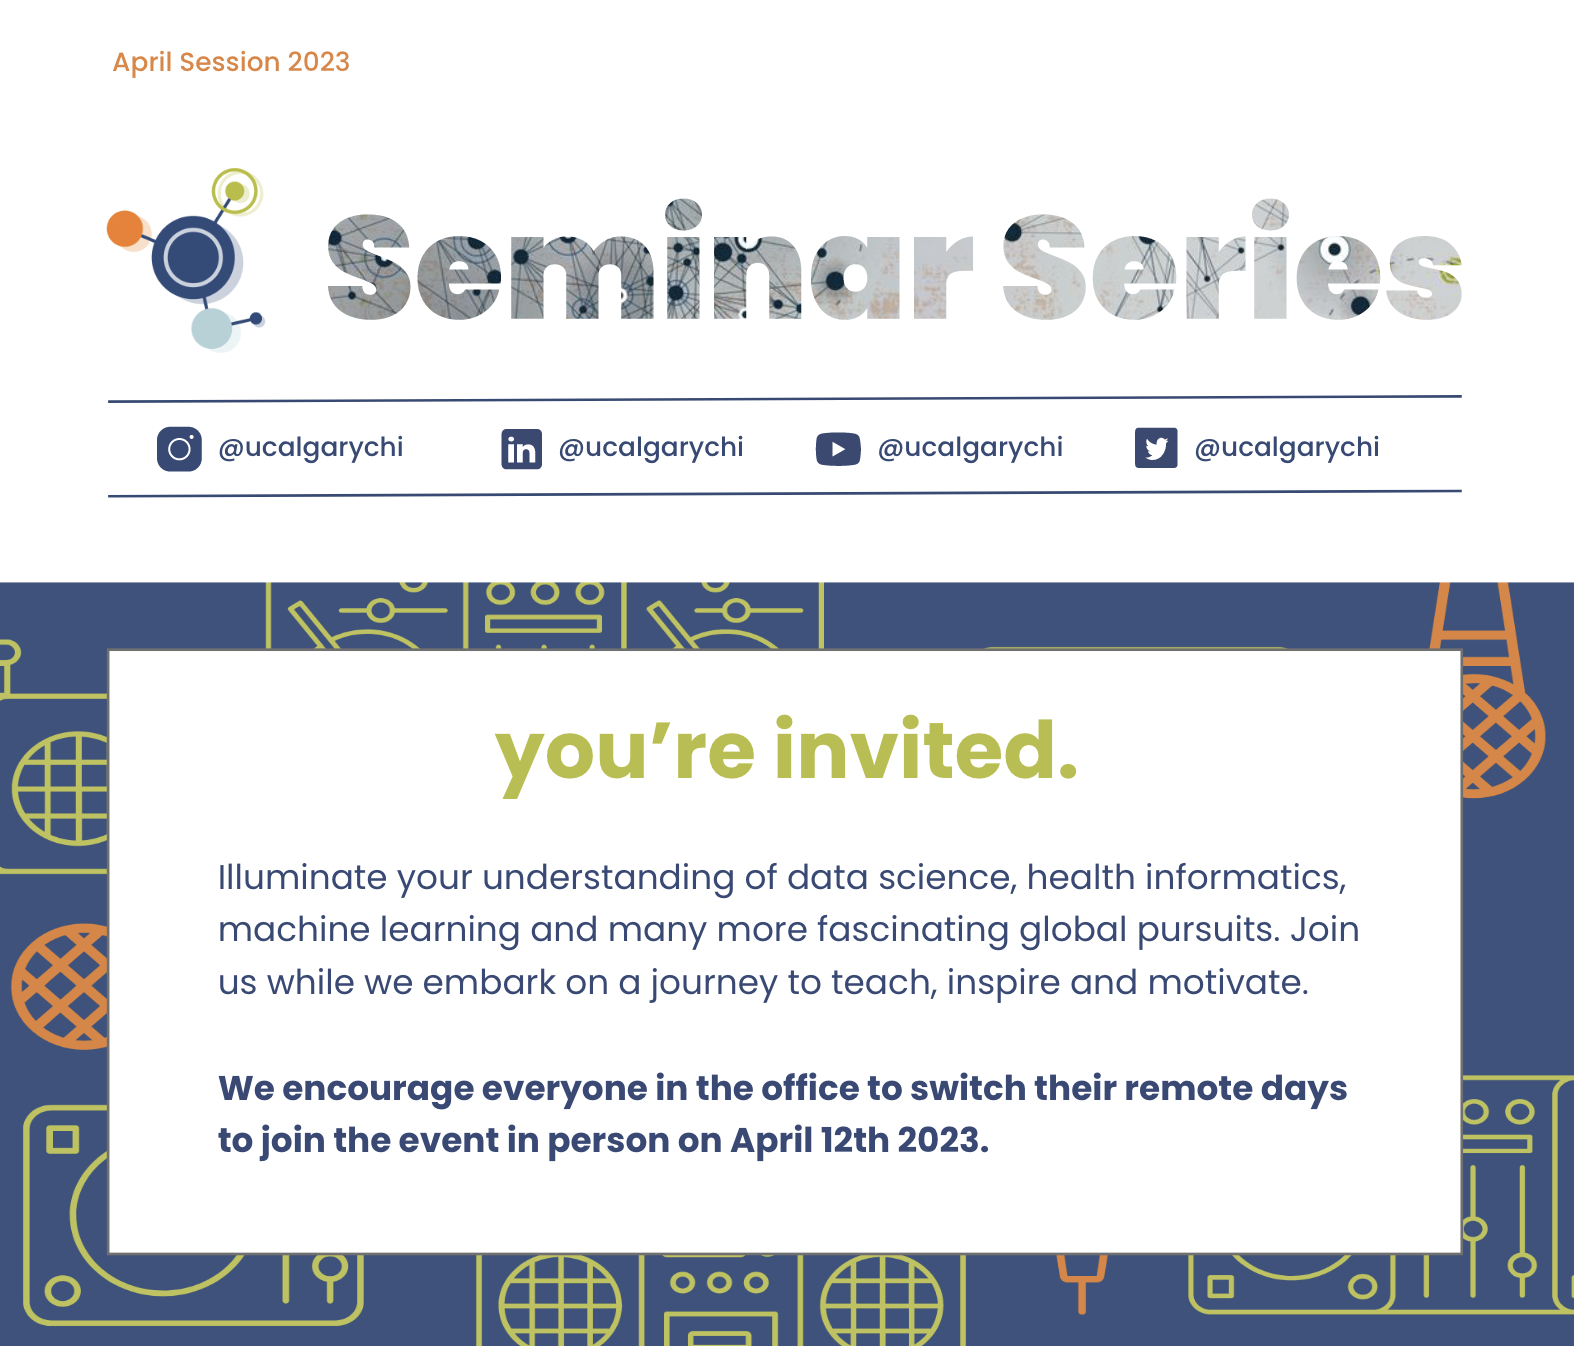 April Session 2023
Seminar Series
@ucalgarychi @ucalgarychi @ucalgarychi @ucalgarychi
you’re invited.
Illuminate your understanding of data science, health informatics,
machine learning and many more fascinating global pursuits. Join
us while we embark on a journey to teach, inspire and motivate.
We encourage everyone in the office to switch their remote days
to join the event in person on April 12th 2023.